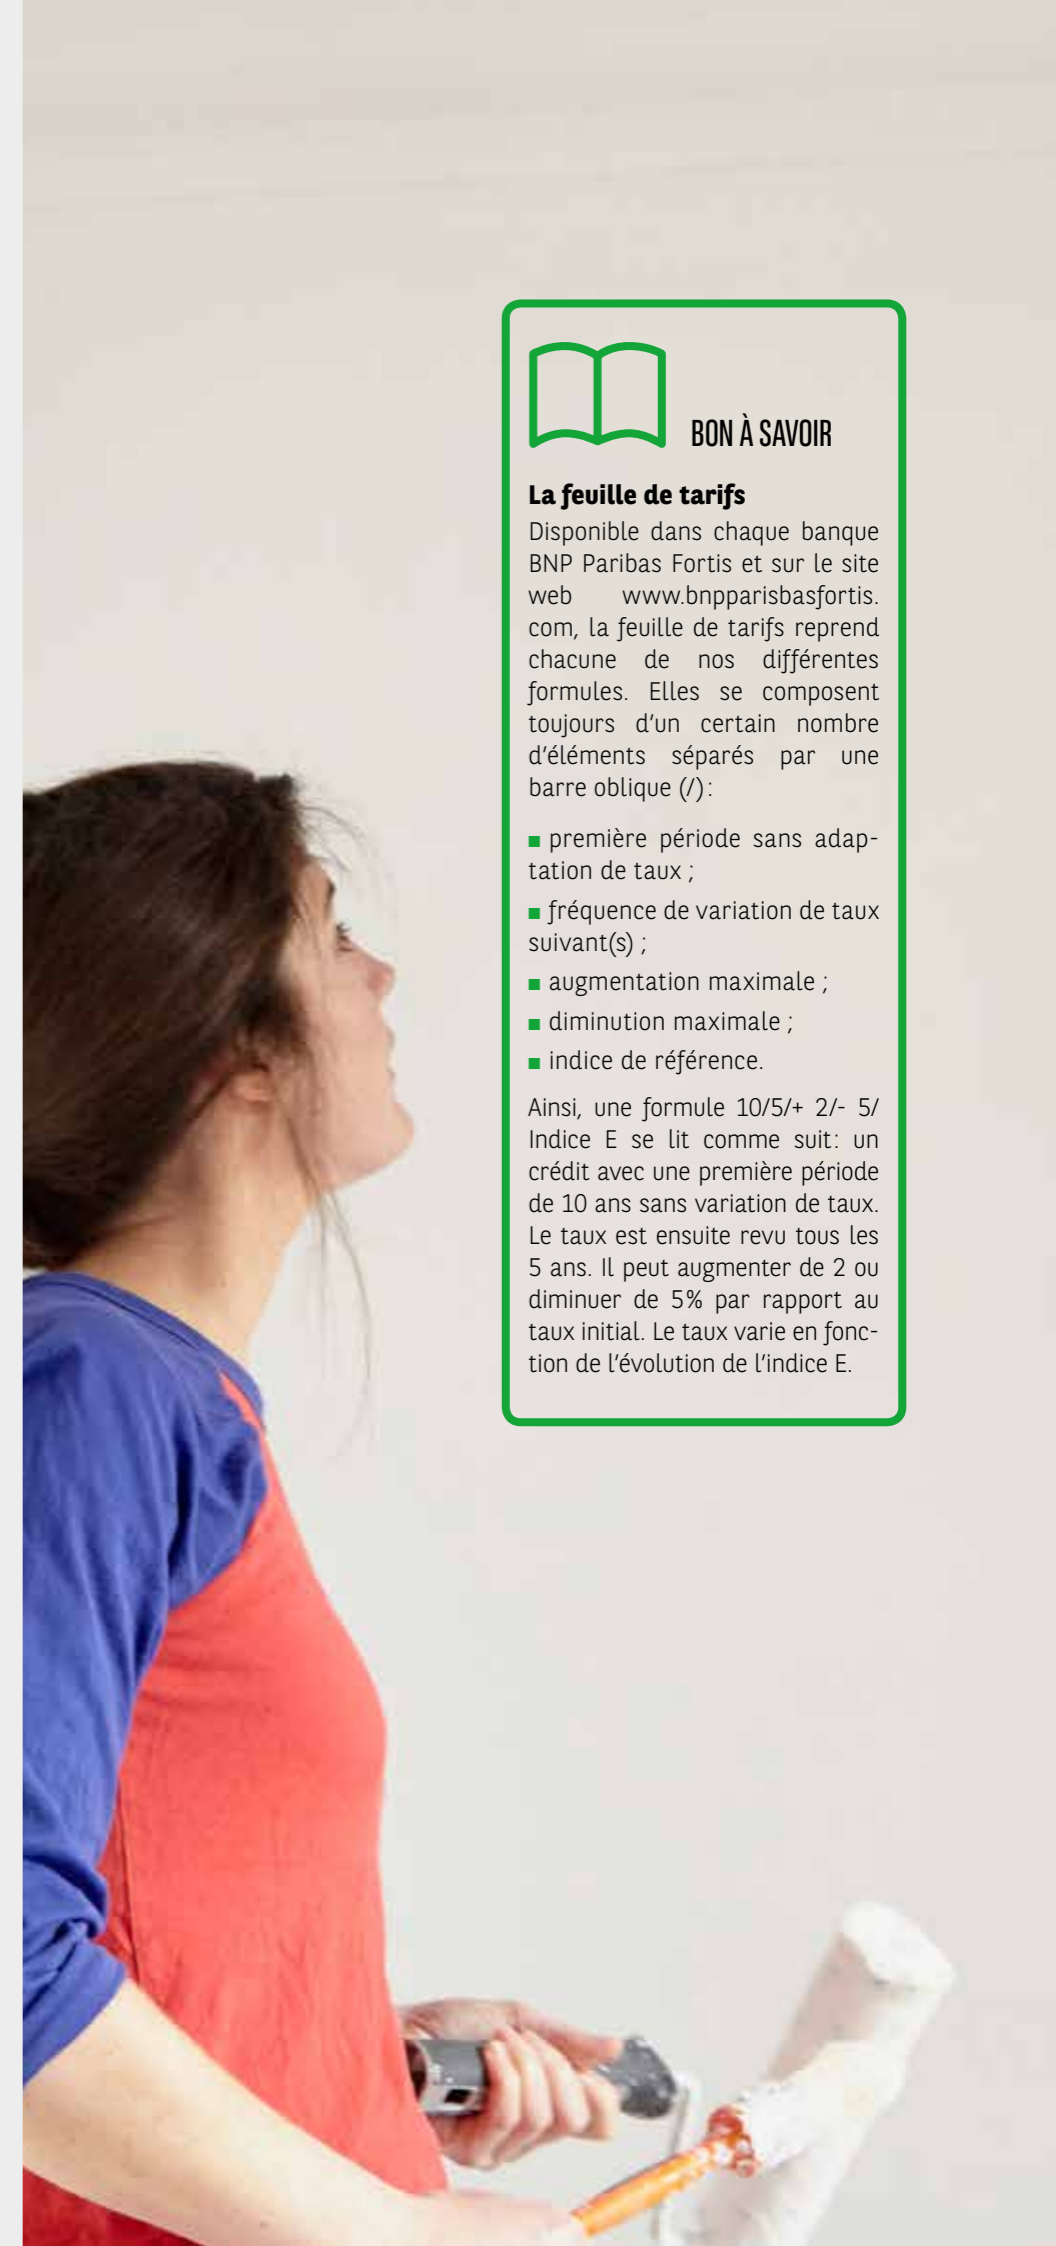 BON À SAVOIR
La feuille de tarifs
Disponible dans chaque banque
BNP Paribas Fortis et sur le site
web www.bnpparisbasfortis.
com, la feuille de tarifs reprend
chacune de nos différentes
formules. Elles se composent
toujours d'un certain nombre
d'éléments séparés par une
barre oblique (/) :
■ première période sans adap-
tation de taux ;
■ fréquence de variation de taux
suivant(s) ;
■ augmentation maximale ;
■ diminution maximale ;
■ indice de référence.
Ainsi, une formule 10/5/+ 2/- 5/
Indice E se lit comme suit : un
crédit avec une première période
de 10 ans sans variation de taux.
Le taux est ensuite revu tous les
5 ans. Il peut augmenter de 2 ou
diminuer de 5% par rapport au
taux initial. Le taux varie en fonc-
tion de l'évolution de l'indice E.